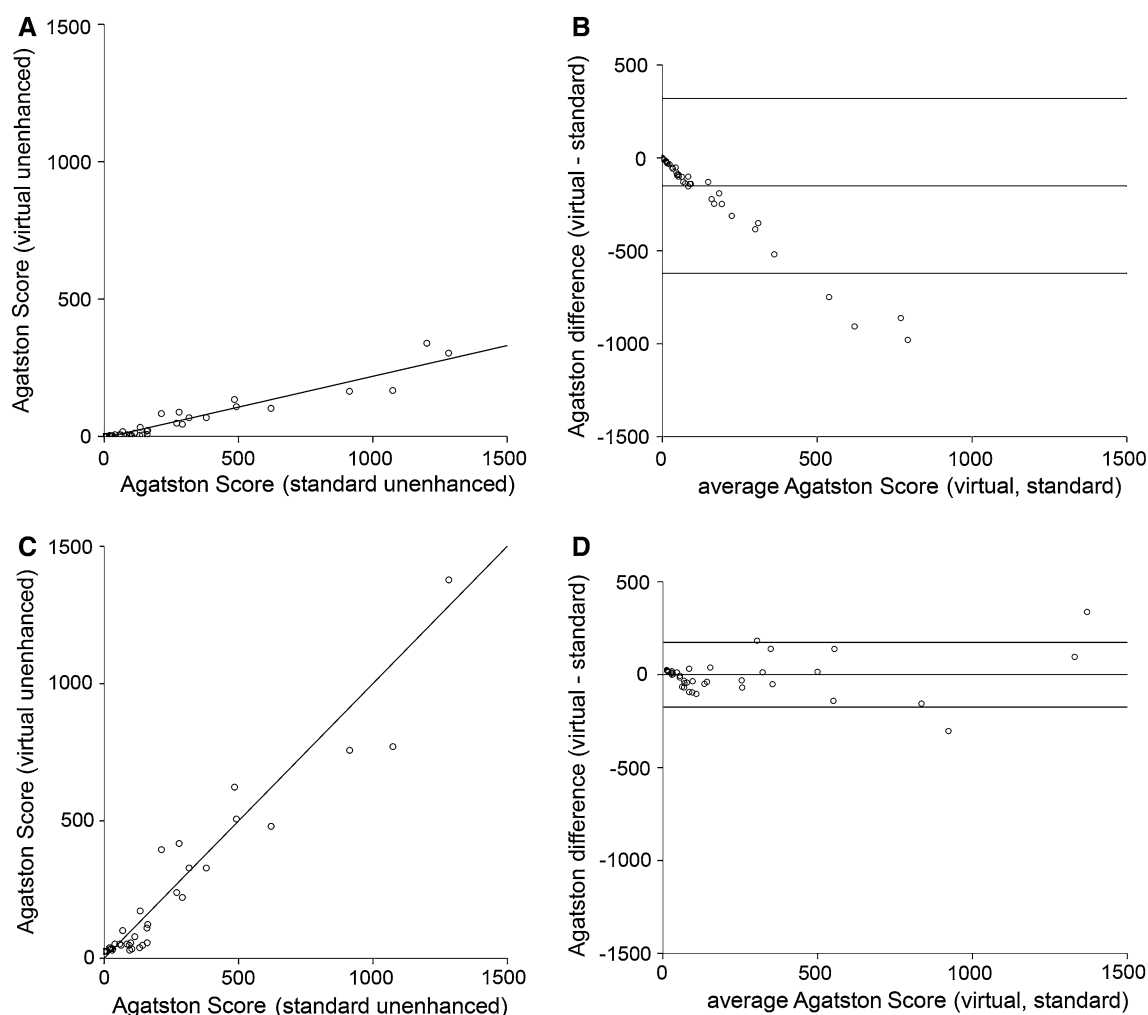 A
1500
1000
500
0
0 500 1000 1500
Agatston Score (virtual unenhanced)
Agatston Score (standard unenhanced)
B
500
0
-500
-1000
-1500
0 500 1000 1500
Agatston difference (virtual - standard)
average Agatston Score (virtual, standard)
C
1500
1000
500
0
0 500 1000 1500
Agatston Score (virtual unenhanced)
Agatston Score (standard unenhanced)
D
500
0
-500
-1000
-1500
0 500 1000 1500
Agatston difference (virtual - standard)
average Agatston Score (virtual, standard)